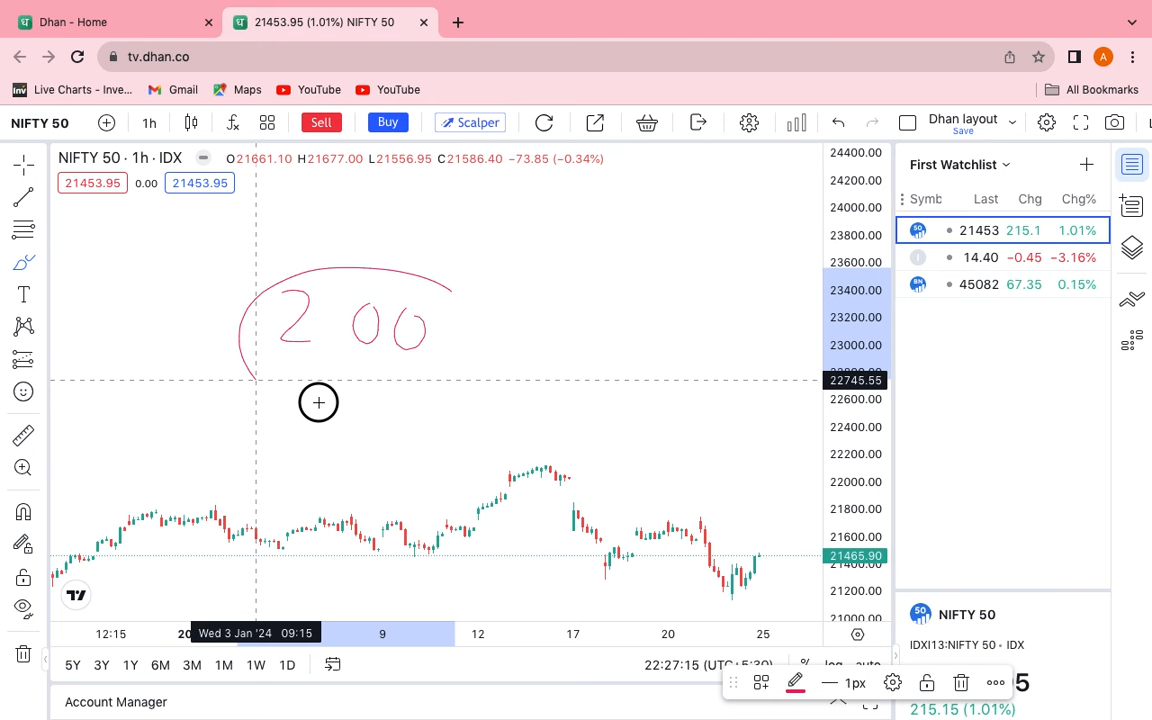 Dhan - Home
21453.95 (1.01%) NIFTY 50
tv.dhan.co
Live Charts - Inve...
Gmail
Maps
YouTube
YouTube
All Bookmarks
NIFTY 50
1h
Sell
Buy
Scalper
Dhan layout
Save
NIFTY 50 · 1h · IDX
O21661.10 H21677.00 L21556.95 C21586.40 −73.85 (−0.34%)
21453.95 0.00 21453.95
200
24400.00
24200.00
24000.00
23800.00
23600.00
23400.00
23200.00
23000.00
22745.55
22600.00
22400.00
22200.00
22000.00
21800.00
21600.00
21465.90
21400.00
21200.00
21000.00
12:15
20
Wed 3 Jan '24 09:15
9
12
17
20
25
5Y 3Y 1Y 6M 3M 1M 1W 1D
22:27:15 (UTC+5:30) % log auto
Account Manager
1px
First Watchlist
Symb Last Chg Chg%
50 21453 215.1 1.01%
I 14.40 −0.45 −3.16%
BN 45082 67.35 0.15%
50 NIFTY 50
IDXI13:NIFTY 50 · IDX
5
215.15 (1.01%)